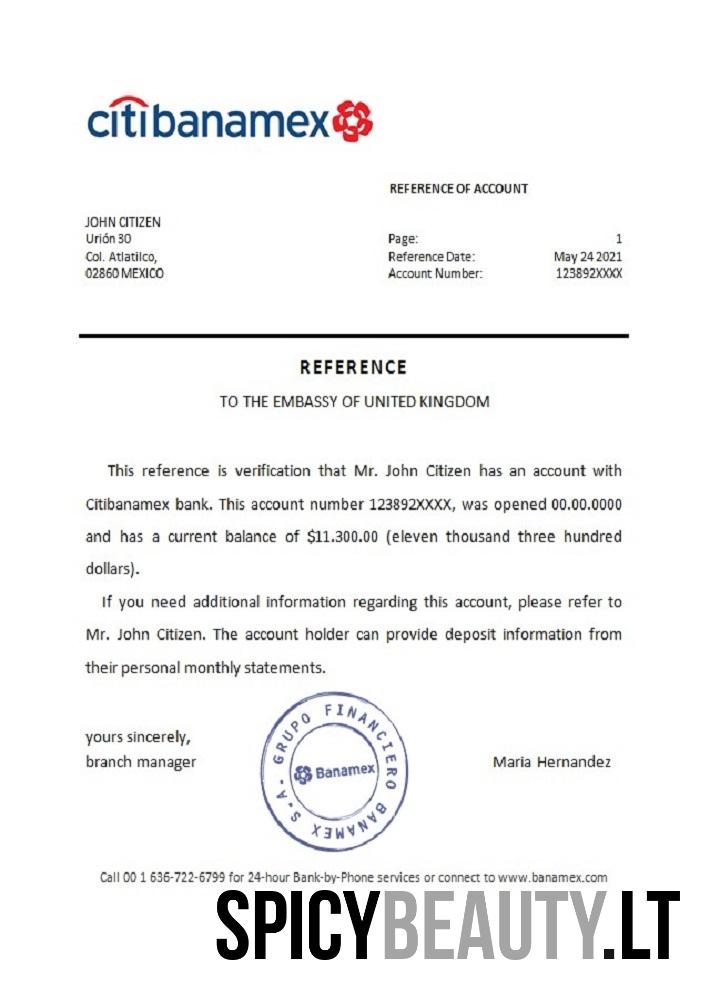 citibanamex
REFERENCE OF ACCOUNT
JOHN CITIZEN
Urión 30
Col. Atlatilco,
02860 MEXICO
Page: 1
Reference Date: May 24 2021
Account Number: 123892XXXX
REFERENCE
TO THE EMBASSY OF UNITED KINGDOM
This reference is verification that Mr. John Citizen has an account with
Citibanamex bank. This account number 123892XXXX, was opened 00.00.0000
and has a current balance of $11.300.00 (eleven thousand three hundred
dollars).
If you need additional information regarding this account, please refer to
Mr. John Citizen. The account holder can provide deposit information from
their personal monthly statements.
yours sincerely,
branch manager
GRUPO FINANCIERO BANAMEX S.A.
Banamex
Maria Hernandez
Call 00 1 636-722-6799 for 24-hour Bank-by-Phone services or connect to www.banamex.com
SPICYBEAUTY.LT